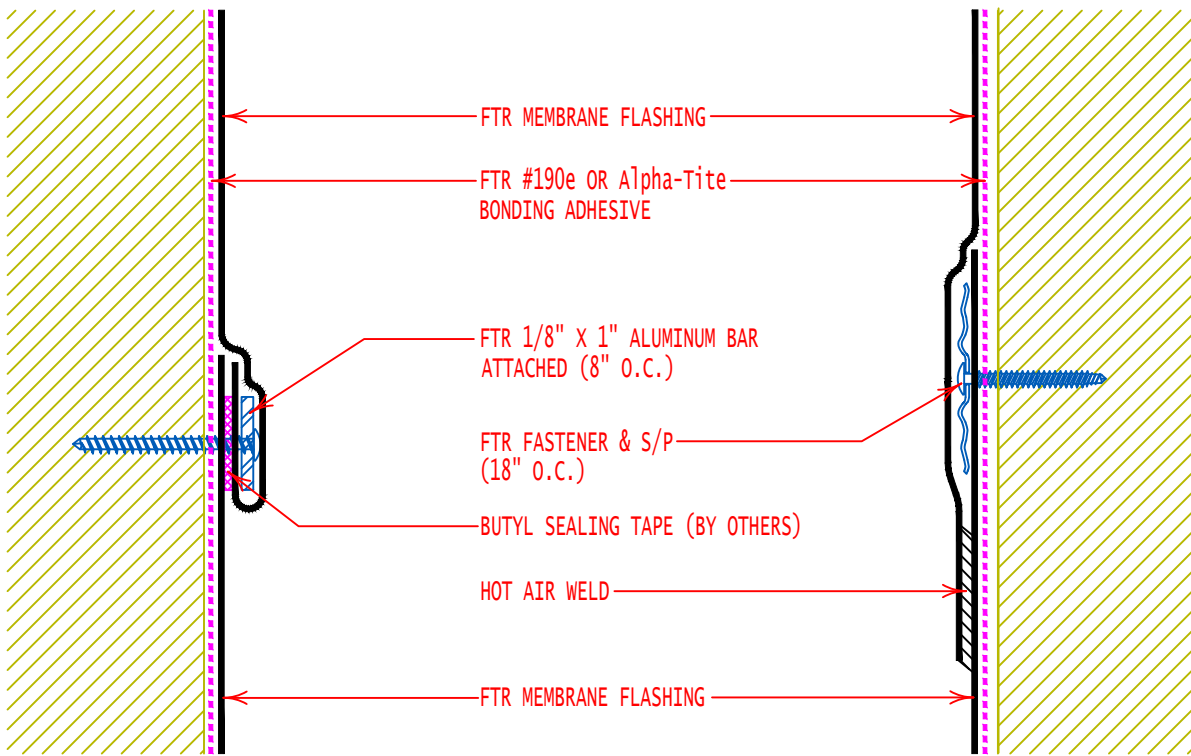 FTR MEMBRANE FLASHING
FTR #190e OR Alpha-Tite
BONDING ADHESIVE
FTR 1/8" X 1" ALUMINUM BAR
ATTACHED (8" O.C.)
FTR FASTENER & S/P
(18" O.C.)
BUTYL SEALING TAPE (BY OTHERS)
HOT AIR WELD
FTR MEMBRANE FLASHING